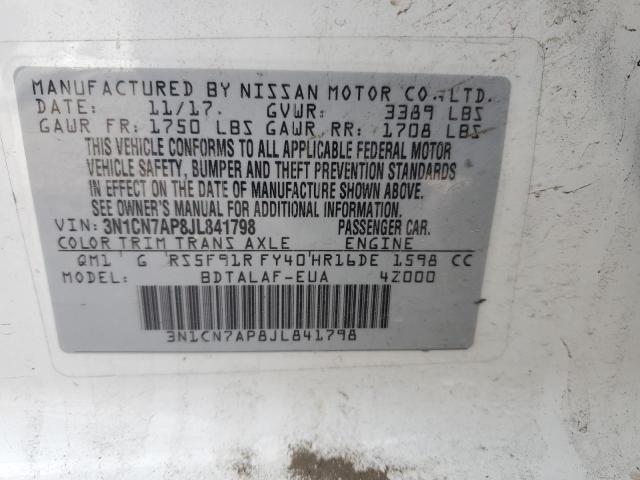 MANUFACTURED BY NISSAN MOTOR CO.,LTD.
DATE: 11/17. GVWR: 3389 LBS
GAWR FR: 1750 LBS GAWR RR: 1708 LBS
THIS VEHICLE CONFORMS TO ALL APPLICABLE FEDERAL MOTOR
VEHICLE SAFETY, BUMPER AND THEFT PREVENTION STANDARDS
IN EFFECT ON THE DATE OF MANUFACTURE SHOWN ABOVE.
SEE OWNER'S MANUAL FOR ADDITIONAL INFORMATION.
VIN: 3N1CN7AP8JL841798 PASSENGER CAR.
COLOR TRIM TRANS AXLE ENGINE
QM1 G RS5F91R FY40 HR16DE 1598 CC
MODEL: BDTALAF-EUA 4Z000
3N1CN7AP8JL841798